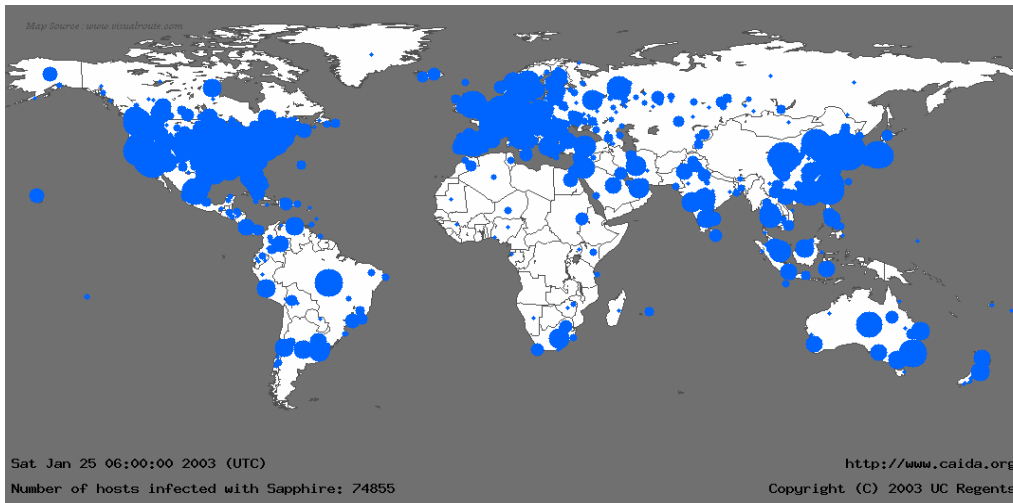 Map Source : www.visualroute.com
Sat Jan 25 06:00:00 2003 (UTC)
http://www.caida.org
Number of hosts infected with Sapphire: 74855
Copyright (C) 2003 UC Regents